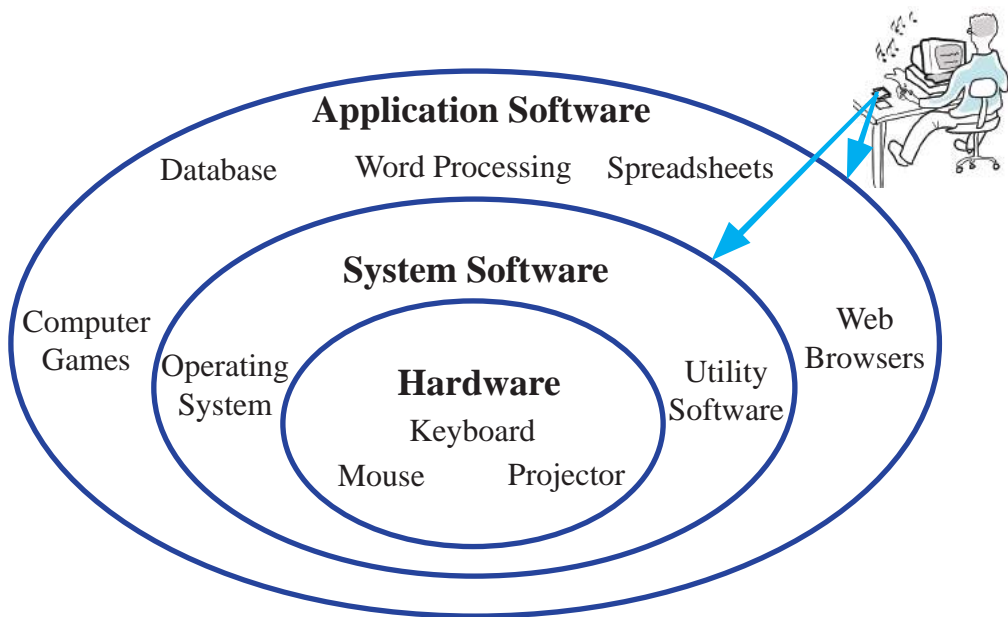 Application Software
Database
Word Processing
Spreadsheets
System Software
Computer
Games
Operating
System
Hardware
Keyboard
Mouse
Projector
Utility
Software
Web
Browsers